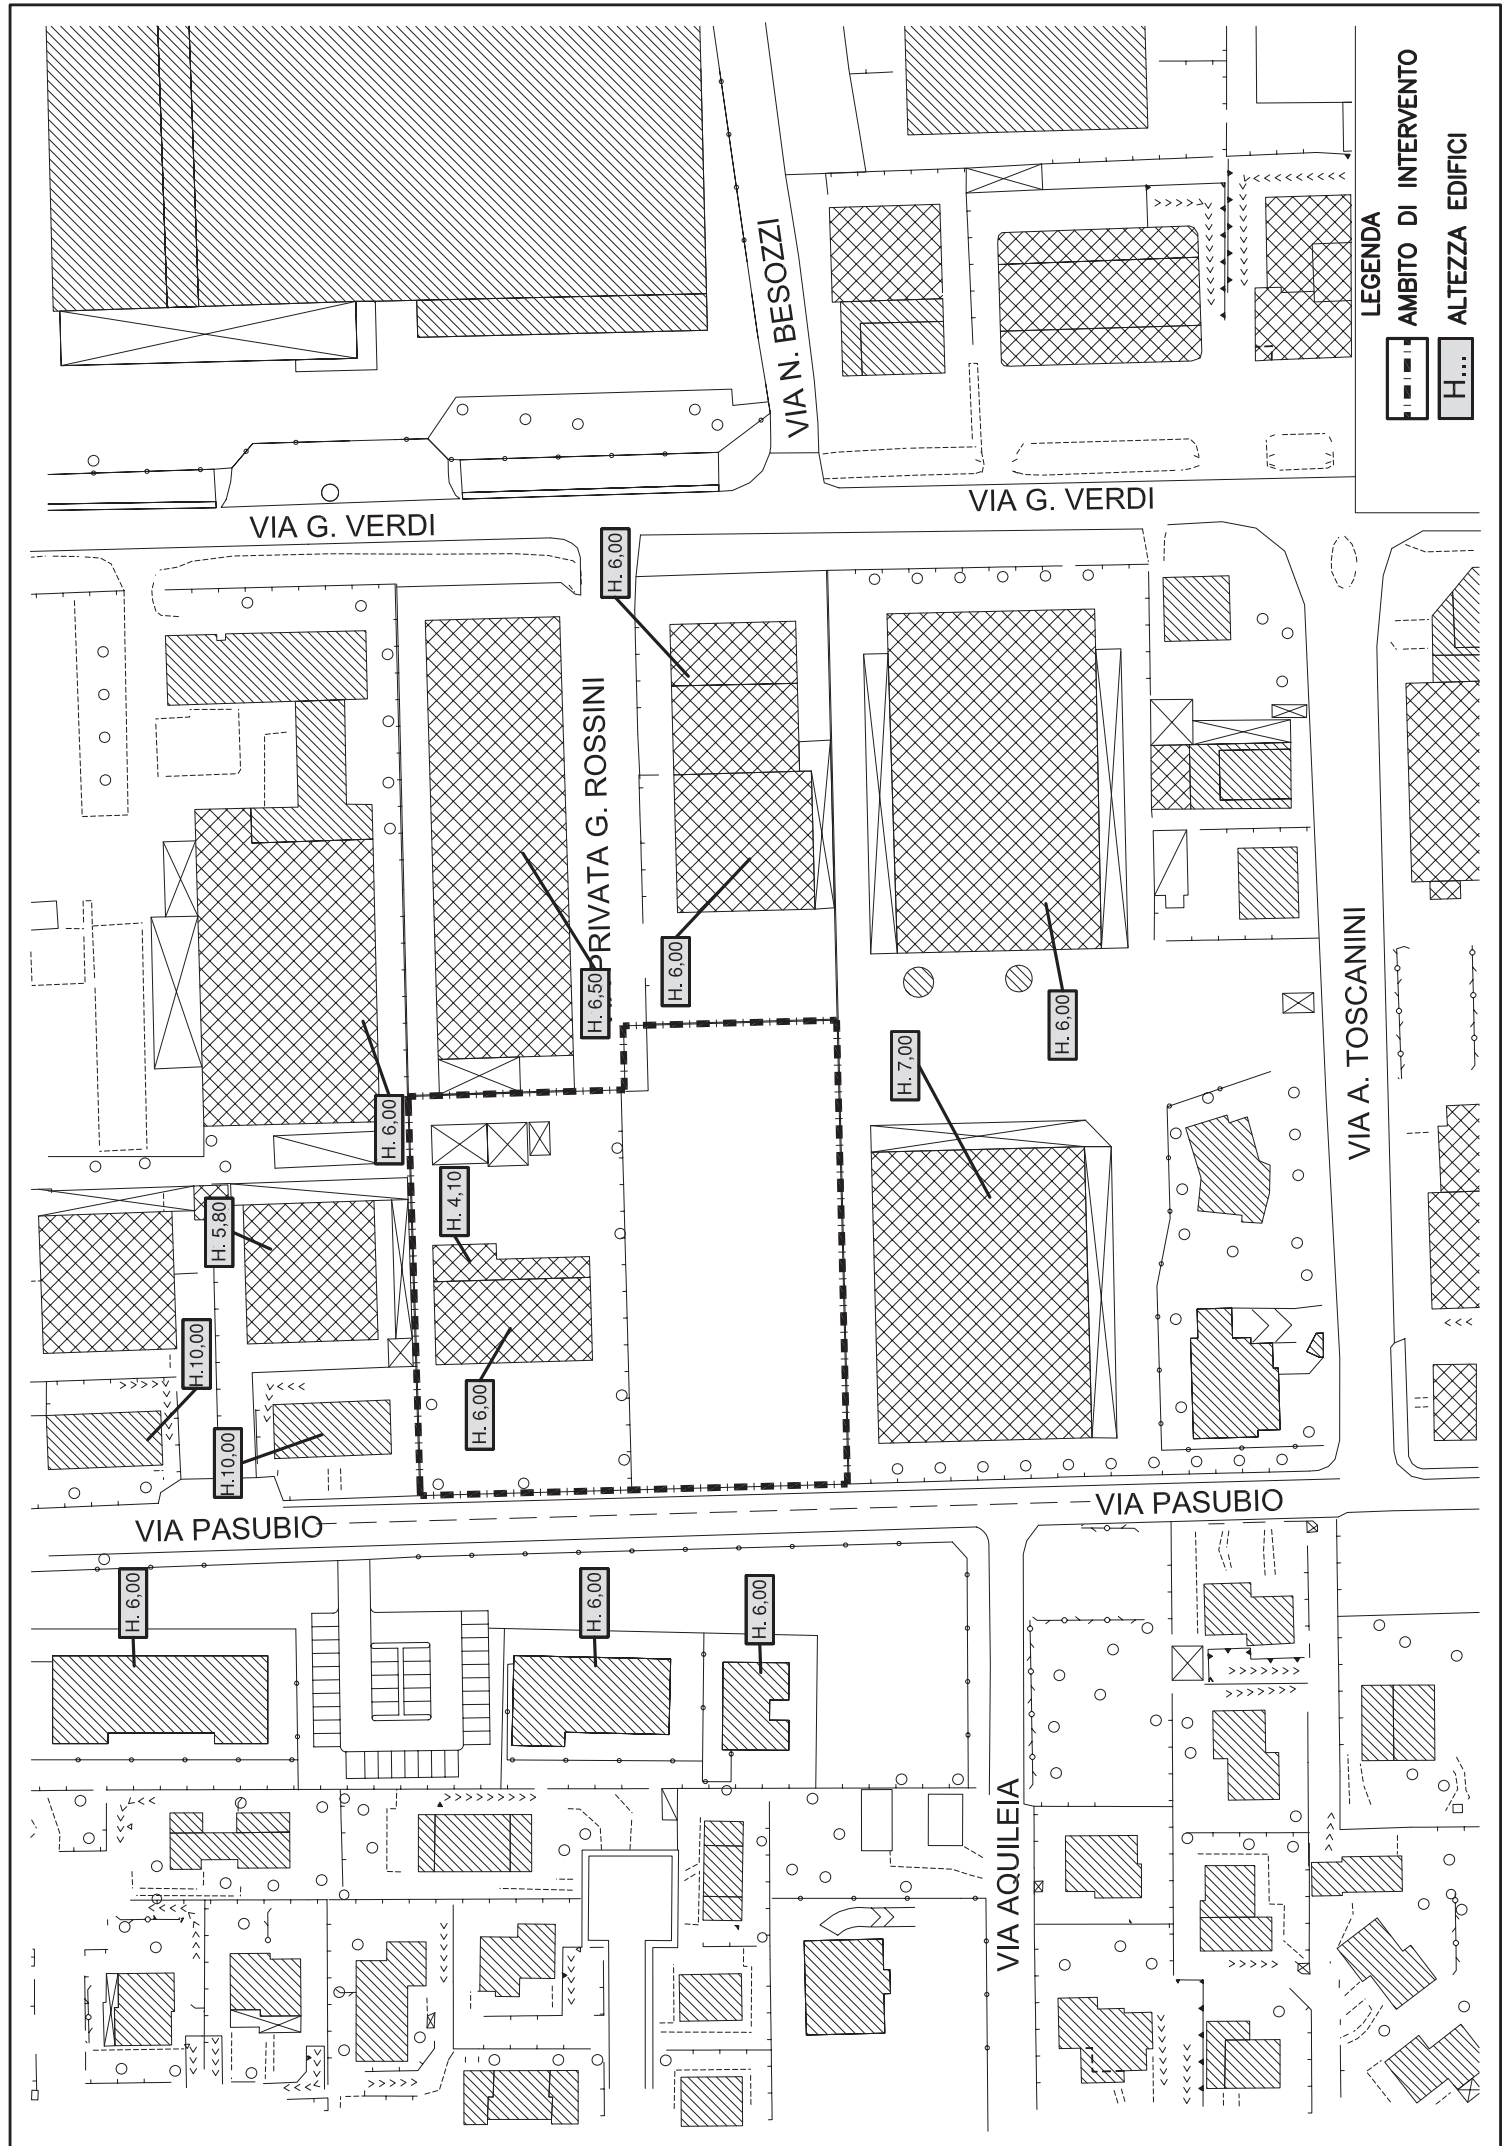 VIA N. BESOZZI
LEGENDA
AMBITO DI INTERVENTO
H...
ALTEZZA EDIFICI
VIA G. VERDI
VIA G. VERDI
H. 6,00
PRIVATA G. ROSSINI
H. 6,50
H. 6,00
H. 6,00
H. 7,00
VIA A. TOSCANINI
H. 6,00
H. 4,10
H. 5,80
H.10,00
H. 6,00
H.10,00
VIA PASUBIO
VIA PASUBIO
H. 6,00
H. 6,00
H. 6,00
VIA AQUILEIA